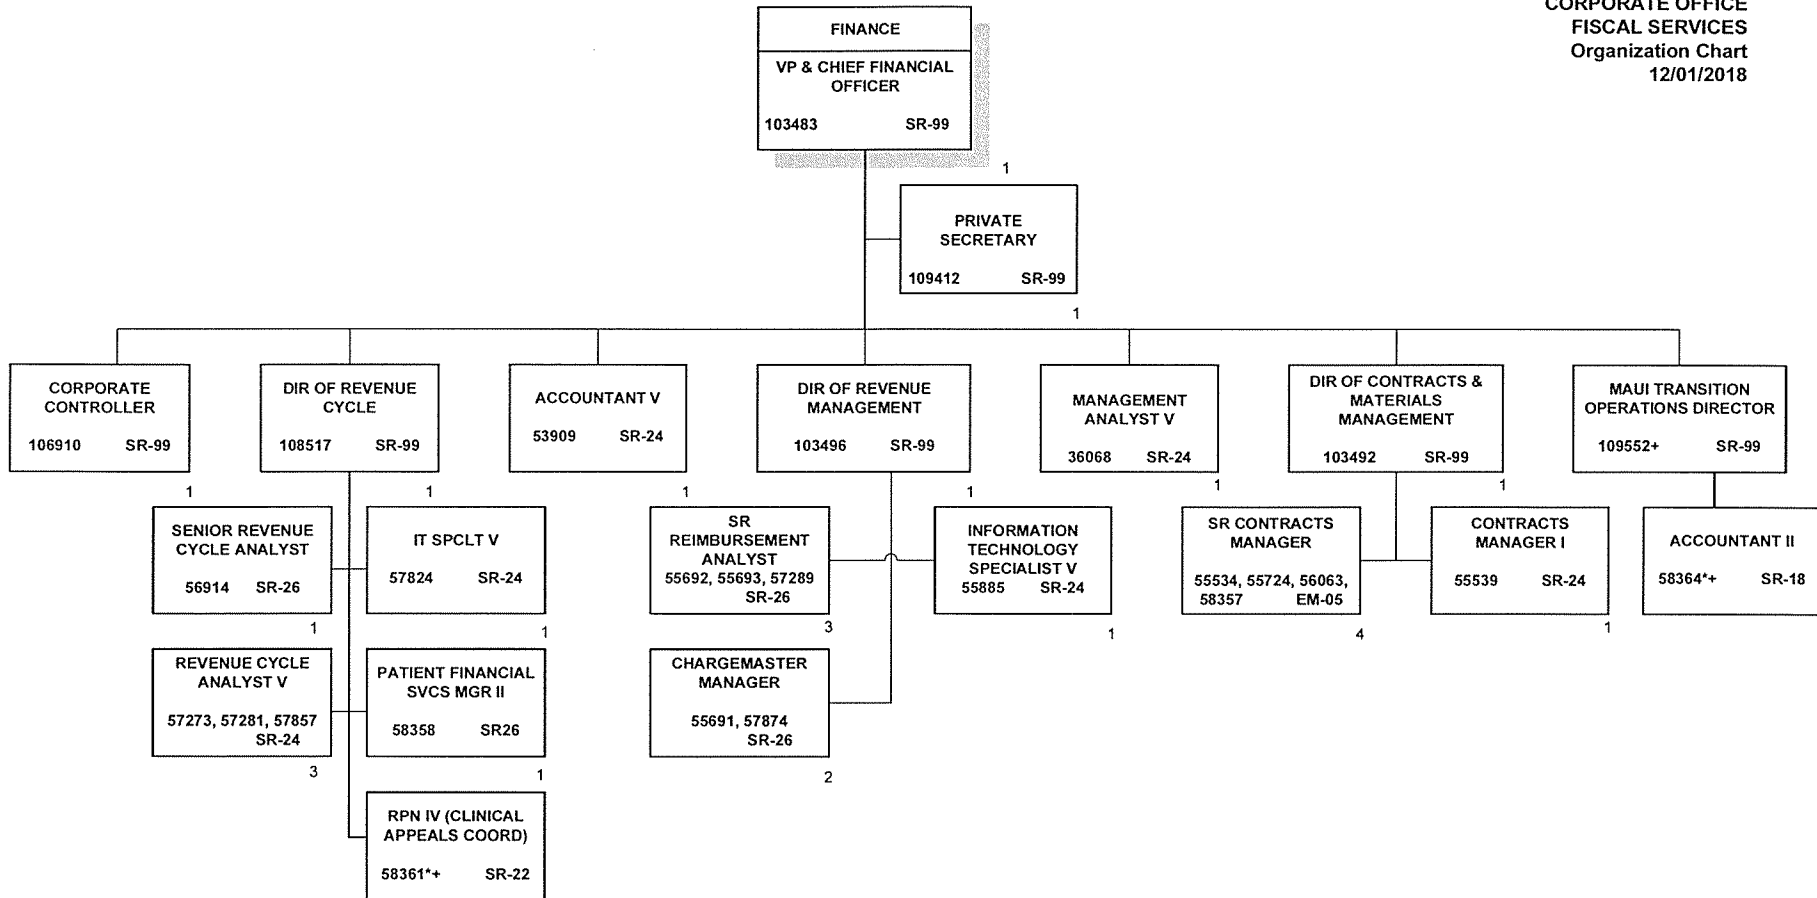 CORPORATE OFFICE
FISCAL SERVICES
Organization Chart
12/01/2018
FINANCE
VP & CHIEF FINANCIAL
OFFICER
103483 SR-99
1
PRIVATE
SECRETARY
109412 SR-99
1
CORPORATE
CONTROLLER
106910 SR-99
1
DIR OF REVENUE
CYCLE
108517 SR-99
1
ACCOUNTANT V
53909 SR-24
1
DIR OF REVENUE
MANAGEMENT
103496 SR-99
1
MANAGEMENT
ANALYST V
36068 SR-24
1
DIR OF CONTRACTS &
MATERIALS
MANAGEMENT
103492 SR-99
1
MAUI TRANSITION
OPERATIONS DIRECTOR
109552+ SR-99
SENIOR REVENUE
CYCLE ANALYST
56914 SR-26
1
IT SPCLT V
57824 SR-24
1
SR
REIMBURSEMENT
ANALYST
55692, 55693, 57289
SR-26
3
INFORMATION
TECHNOLOGY
SPECIALIST V
55885 SR-24
1
SR CONTRACTS
MANAGER
55534, 55724, 56063,
58357 EM-05
4
CONTRACTS
MANAGER I
55539 SR-24
1
ACCOUNTANT II
58364*+ SR-18
REVENUE CYCLE
ANALYST V
57273, 57281, 57857
SR-24
3
PATIENT FINANCIAL
SVCS MGR II
58358 SR26
1
CHARGEMASTER
MANAGER
55691, 57874
SR-26
2
RPN IV (CLINICAL
APPEALS COORD)
58361*+ SR-22